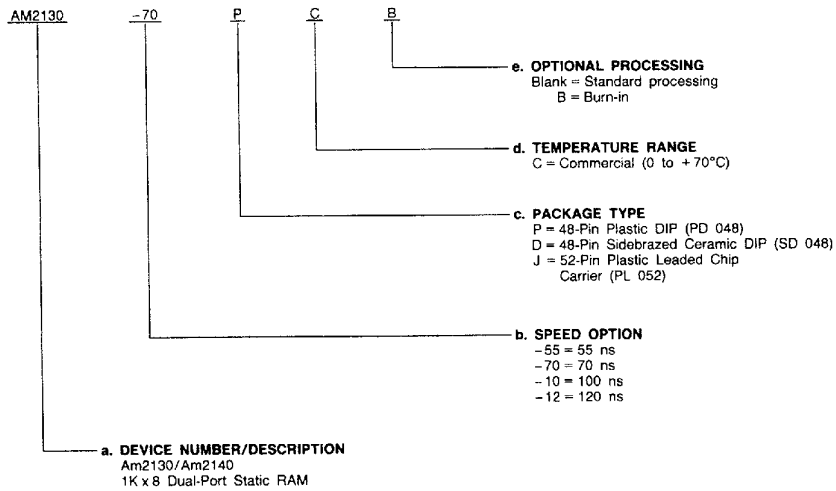 AM2130 -70 P C B
e. OPTIONAL PROCESSING
Blank = Standard processing
B = Burn-in
d. TEMPERATURE RANGE
C = Commercial (0 to +70°C)
c. PACKAGE TYPE
P = 48-Pin Plastic DIP (PD 048)
D = 48-Pin Sidebrazed Ceramic DIP (SD 048)
J = 52-Pin Plastic Leaded Chip
Carrier (PL 052)
b. SPEED OPTION
-55 = 55 ns
-70 = 70 ns
-10 = 100 ns
-12 = 120 ns
a. DEVICE NUMBER/DESCRIPTION
Am2130/Am2140
1K x 8 Dual-Port Static RAM